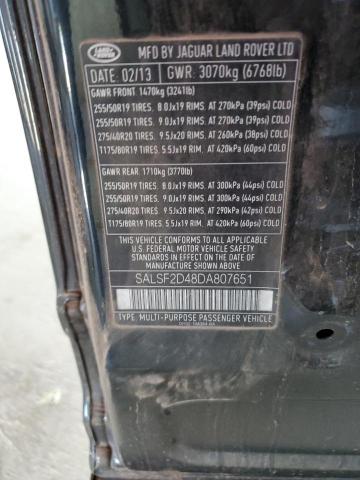 LAND
ROVER
MFD BY JAGUAR LAND ROVER LTD
DATE: 02/13 GWR: 3070kg (6768lb)
GAWR FRONT 1470kg (3241lb)
255/50R19 TIRES. 8.0Jx19 RIMS. AT 270kPA (39psi) COLD
255/50R19 TIRES. 9.0Jx19 RIMS. AT 270kPA (39psi) COLD
275/40R20 TIRES. 9.5Jx20 RIMS. AT 260kPA (38psi) COLD
T175/80R19 TIRES. 5.5Jx19 RIM. AT 420kPA (60psi) COLD
GAWR REAR 1710kg (3770lb)
255/50R19 TIRES. 8.0Jx19 RIMS. AT 300kPA (44psi) COLD
255/50R19 TIRES. 9.0Jx19 RIMS. AT 300kPA (44psi) COLD
275/40R20 TIRES. 9.5Jx20 RIMS. AT 290kPA (42psi) COLD
T175/80R19 TIRES. 5.5Jx19 RIM. AT 420kPA (60psi) COLD
THIS VEHICLE CONFORMS TO ALL APPLICABLE
U.S. FEDERAL MOTOR VEHICLE SAFETY
STANDARDS IN EFFECT ON THE DATE OF
MANUFACTURE SHOWN ABOVE.
SALSF2D48DA807651
TYPE: MULTI-PURPOSE PASSENGER VEHICLE